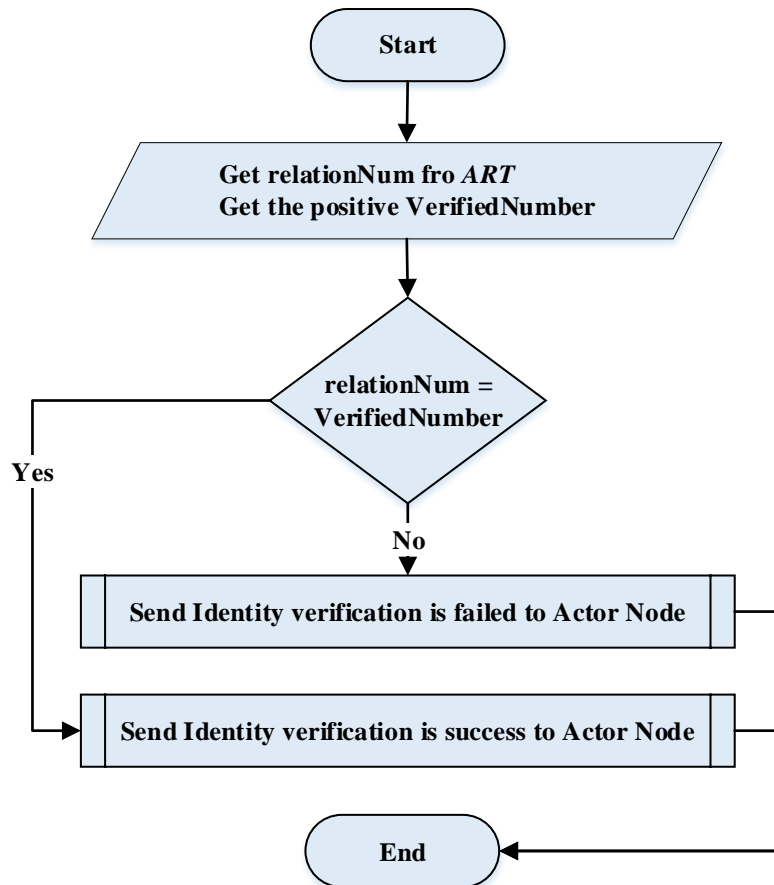 Start
Get relationNum fro ART
Get the positive VerifiedNumber
relationNum =
VerifiedNumber
Yes
No
Send Identity verification is failed to Actor Node
Send Identity verification is success to Actor Node
End